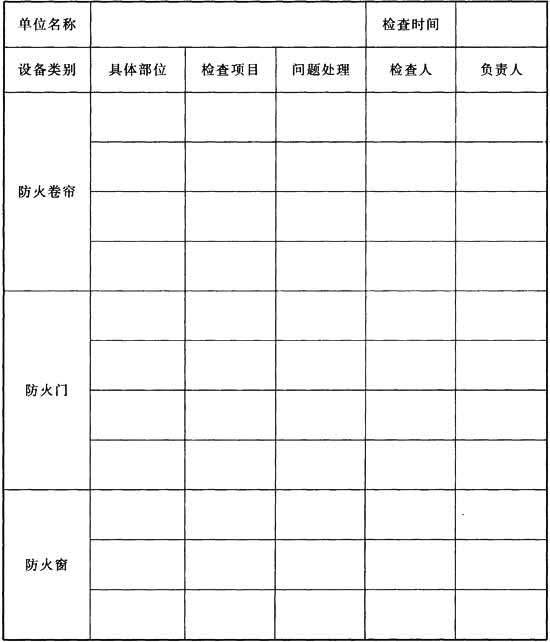 单位名称 检查时间
设备类别 具体部位 检查项目 问题处理 检查人 负责人
防火卷帘
防火门
防火窗